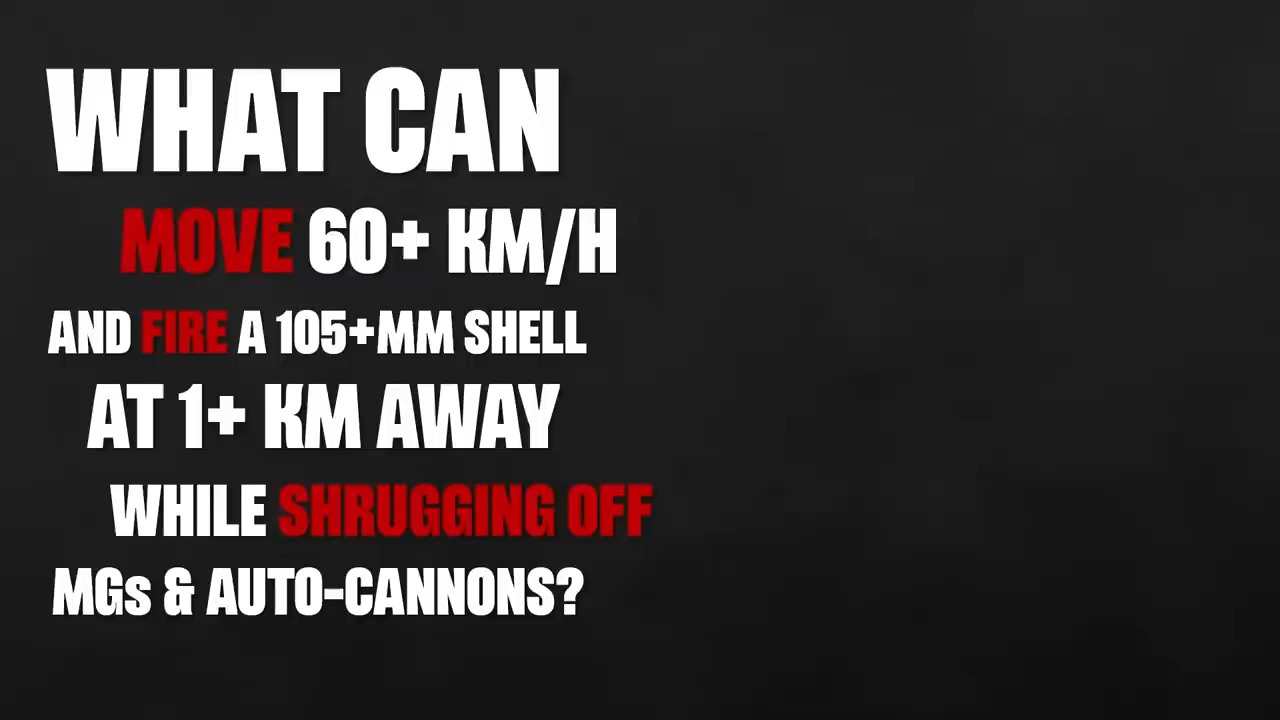 WHAT CAN
MOVE 60+ KM/H
AND FIRE A 105+MM SHELL
AT 1+ KM AWAY
WHILE SHRUGGING OFF
MGs & AUTO-CANNONS?